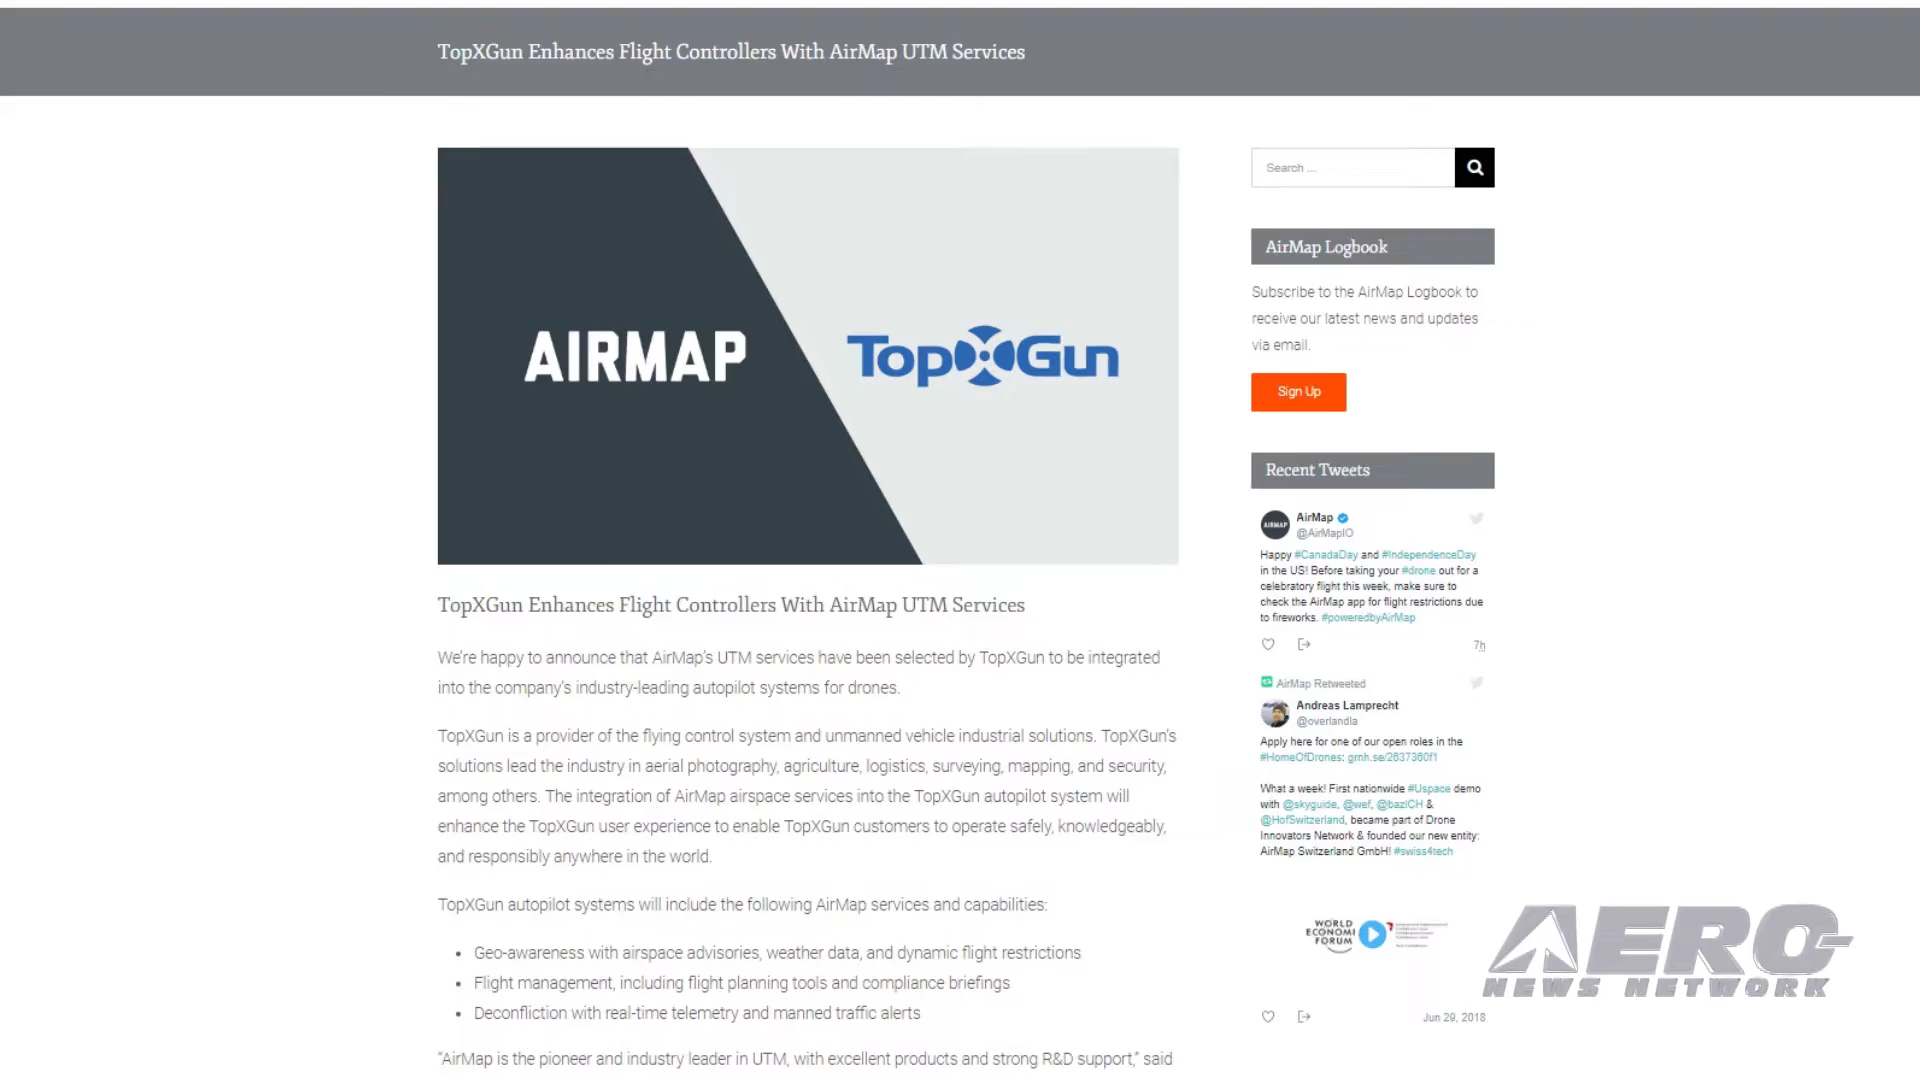 TopXGun Enhances Flight Controllers With AirMap UTM Services
AIRMAP
TopXGun
TopXGun Enhances Flight Controllers With AirMap UTM Services
We're happy to announce that AirMap's UTM services have been selected by TopXGun to be integrated
into the company's industry-leading autopilot systems for drones.
TopXGun is a provider of the flying control system and unmanned vehicle industrial solutions. TopXGun's
solutions lead the industry in aerial photography, agriculture, logistics, surveying, mapping, and security,
among others. The integration of AirMap airspace services into the TopXGun autopilot system will
enhance the TopXGun user experience to enable TopXGun customers to operate safely, knowledgeably,
and responsibly anywhere in the world.
TopXGun autopilot systems will include the following AirMap services and capabilities:
• Geo-awareness with airspace advisories, weather data, and dynamic flight restrictions
• Flight management, including flight planning tools and compliance briefings
• Deconfliction with real-time telemetry and manned traffic alerts
“AirMap is the pioneer and industry leader in UTM, with excellent products and strong R&D support,” said
Search ...
AirMap Logbook
Subscribe to the AirMap Logbook to
receive our latest news and updates
via email.
Sign Up
Recent Tweets
AIRMAP
AirMap
@AirMapIO
Happy #CanadaDay and #IndependenceDay
in the US! Before taking your #drone out for a
celebratory flight this week, make sure to
check the AirMap app for flight restrictions due
to fireworks. #poweredbyAirMap
7h
AirMap Retweeted
Andreas Lamprecht
@overlandla
Apply here for one of our open roles in the
#HomeOfDrones: grnh.se/2637360f1
What a week! First nationwide #Uspace demo
with @skyguide, @wef, @bazlCH &
@HofSwitzerland, became part of Drone
Innovators Network & founded our new entity:
AirMap Switzerland GmbH! #swiss4tech
WORLD
ECONOMI
FORUM
Jun 29, 2018
AERO-
NEWS NETWORK